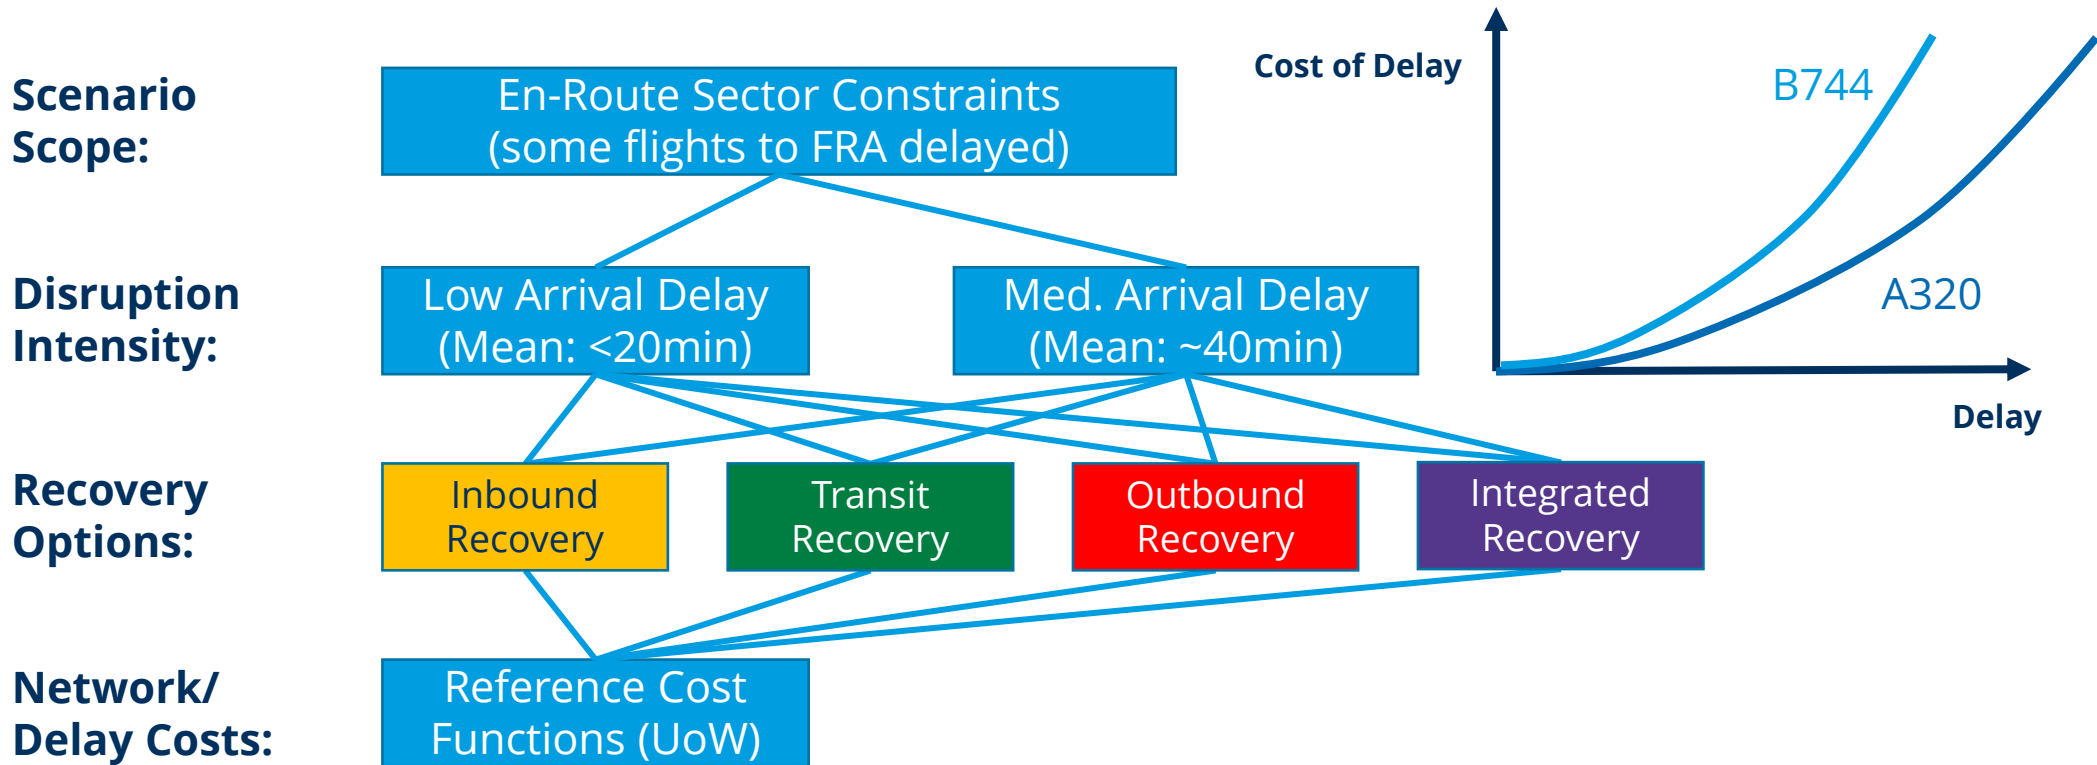 Scenario
Scope:
En-Route Sector Constraints
(some flights to FRA delayed)
Cost of Delay
B744
A320
Delay
Disruption
Intensity:
Low Arrival Delay
(Mean: <20min)
Med. Arrival Delay
(Mean: ~40min)
Recovery
Options:
Inbound
Recovery
Transit
Recovery
Outbound
Recovery
Integrated
Recovery
Network/
Delay Costs:
Reference Cost
Functions (UoW)